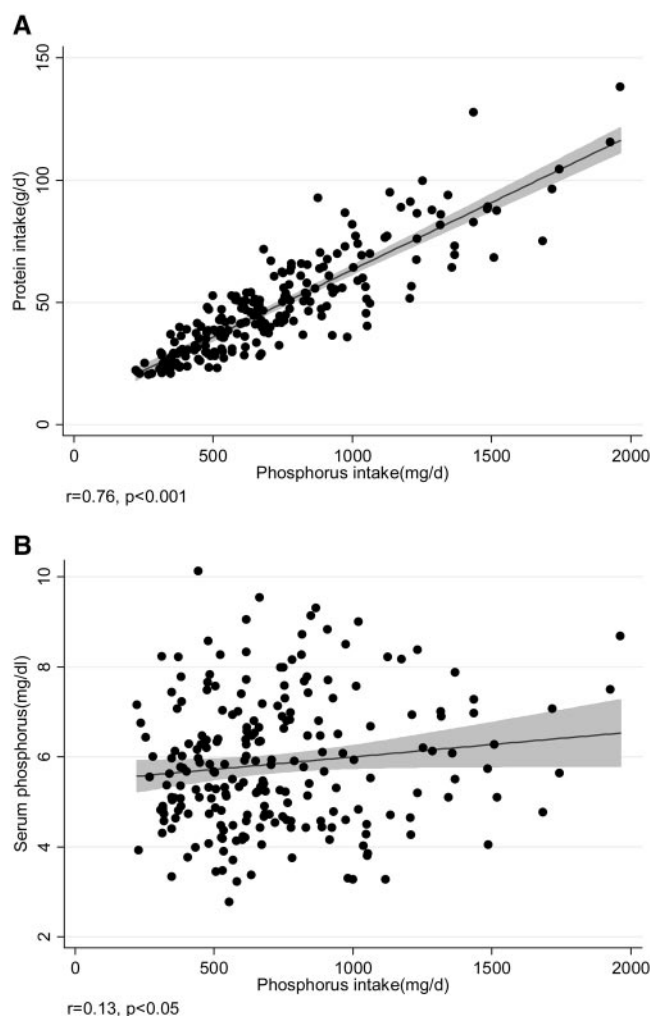 A
150
100
50
0
Protein intake(g/d)
0 500 1000 1500 2000
Phosphorus intake(mg/d)
r=0.76, p<0.001
B
10
8
6
4
2
Serum phosphorus(mg/dl)
0 500 1000 1500 2000
Phosphorus intake(mg/d)
r=0.13, p<0.05